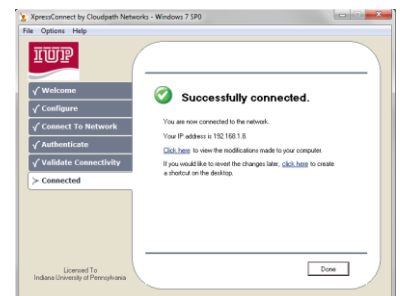 XpressConnect by Cloudpath Networks - Windows 7 SP0
File Options Help
IUP
√ Welcome
√ Configure
√ Connect To Network
√ Authenticate
√ Validate Connectivity
> Connected
Successfully connected.
You are now connected to the network.
Your IP address is 192.168.1.8.
Click here to view the modifications made to your computer.
If you would like to revert the changes later, click here to create
a shortcut on the desktop.
Licensed To
Indiana University of Pennsylvania
Done